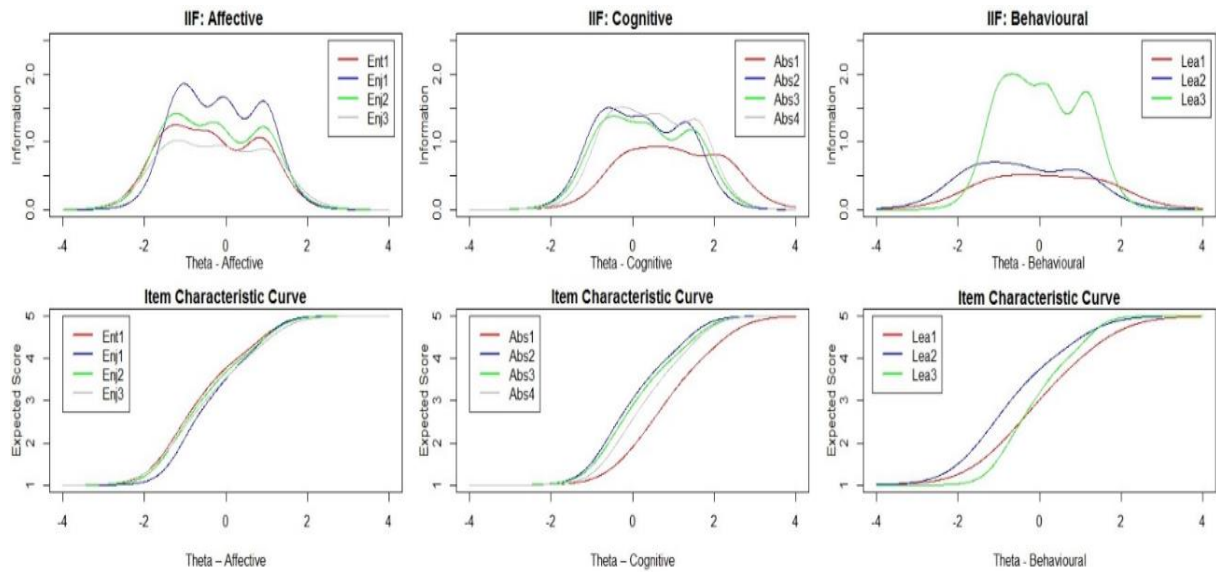 IIF: Affective
Information
0.0
1.0
2.0
Ent1
Enj1
Enj2
Enj3
-4
-2
0
2
4
Theta - Affective
IIF: Cognitive
Information
0.0
1.0
2.0
Abs1
Abs2
Abs3
Abs4
-4
-2
0
2
4
Theta - Cognitive
IIF: Behavioural
Information
0.0
1.0
2.0
Lea1
Lea2
Lea3
-4
-2
0
2
4
Theta - Behavioural
Item Characteristic Curve
Expected Score
1
2
3
4
5
Ent1
Enj1
Enj2
Enj3
-4
-2
0
2
4
Theta – Affective
Item Characteristic Curve
Expected Score
1
2
3
4
5
Abs1
Abs2
Abs3
Abs4
-4
-2
0
2
4
Theta – Cognitive
Item Characteristic Curve
Expected Score
1
2
3
4
5
Lea1
Lea2
Lea3
-4
-2
0
2
4
Theta - Behavioural